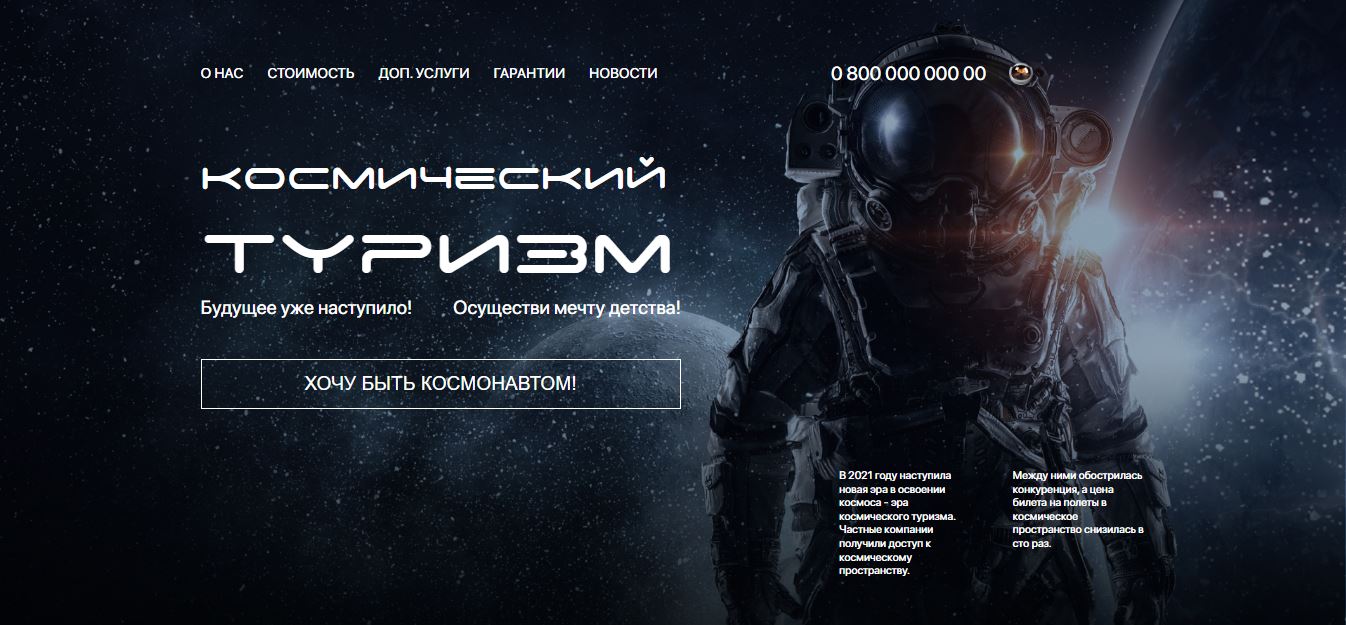 О НАС СТОИМОСТЬ ДОП. УСЛУГИ ГАРАНТИИ НОВОСТИ 0 800 000 000 00
КОСМИЧЕСКИЙ
ТУРИЗМ
Будущее уже наступило! Осуществи мечту детства!
ХОЧУ БЫТЬ КОСМОНАВТОМ!
В 2021 году наступила
новая эра в освоении
космоса - эра
космического туризма.
Частные компании
получили доступ к
космическому
пространству.
Между ними обострилась
конкуренция, а цена
билета на полеты в
космическое
пространство снизилась в
сто раз.